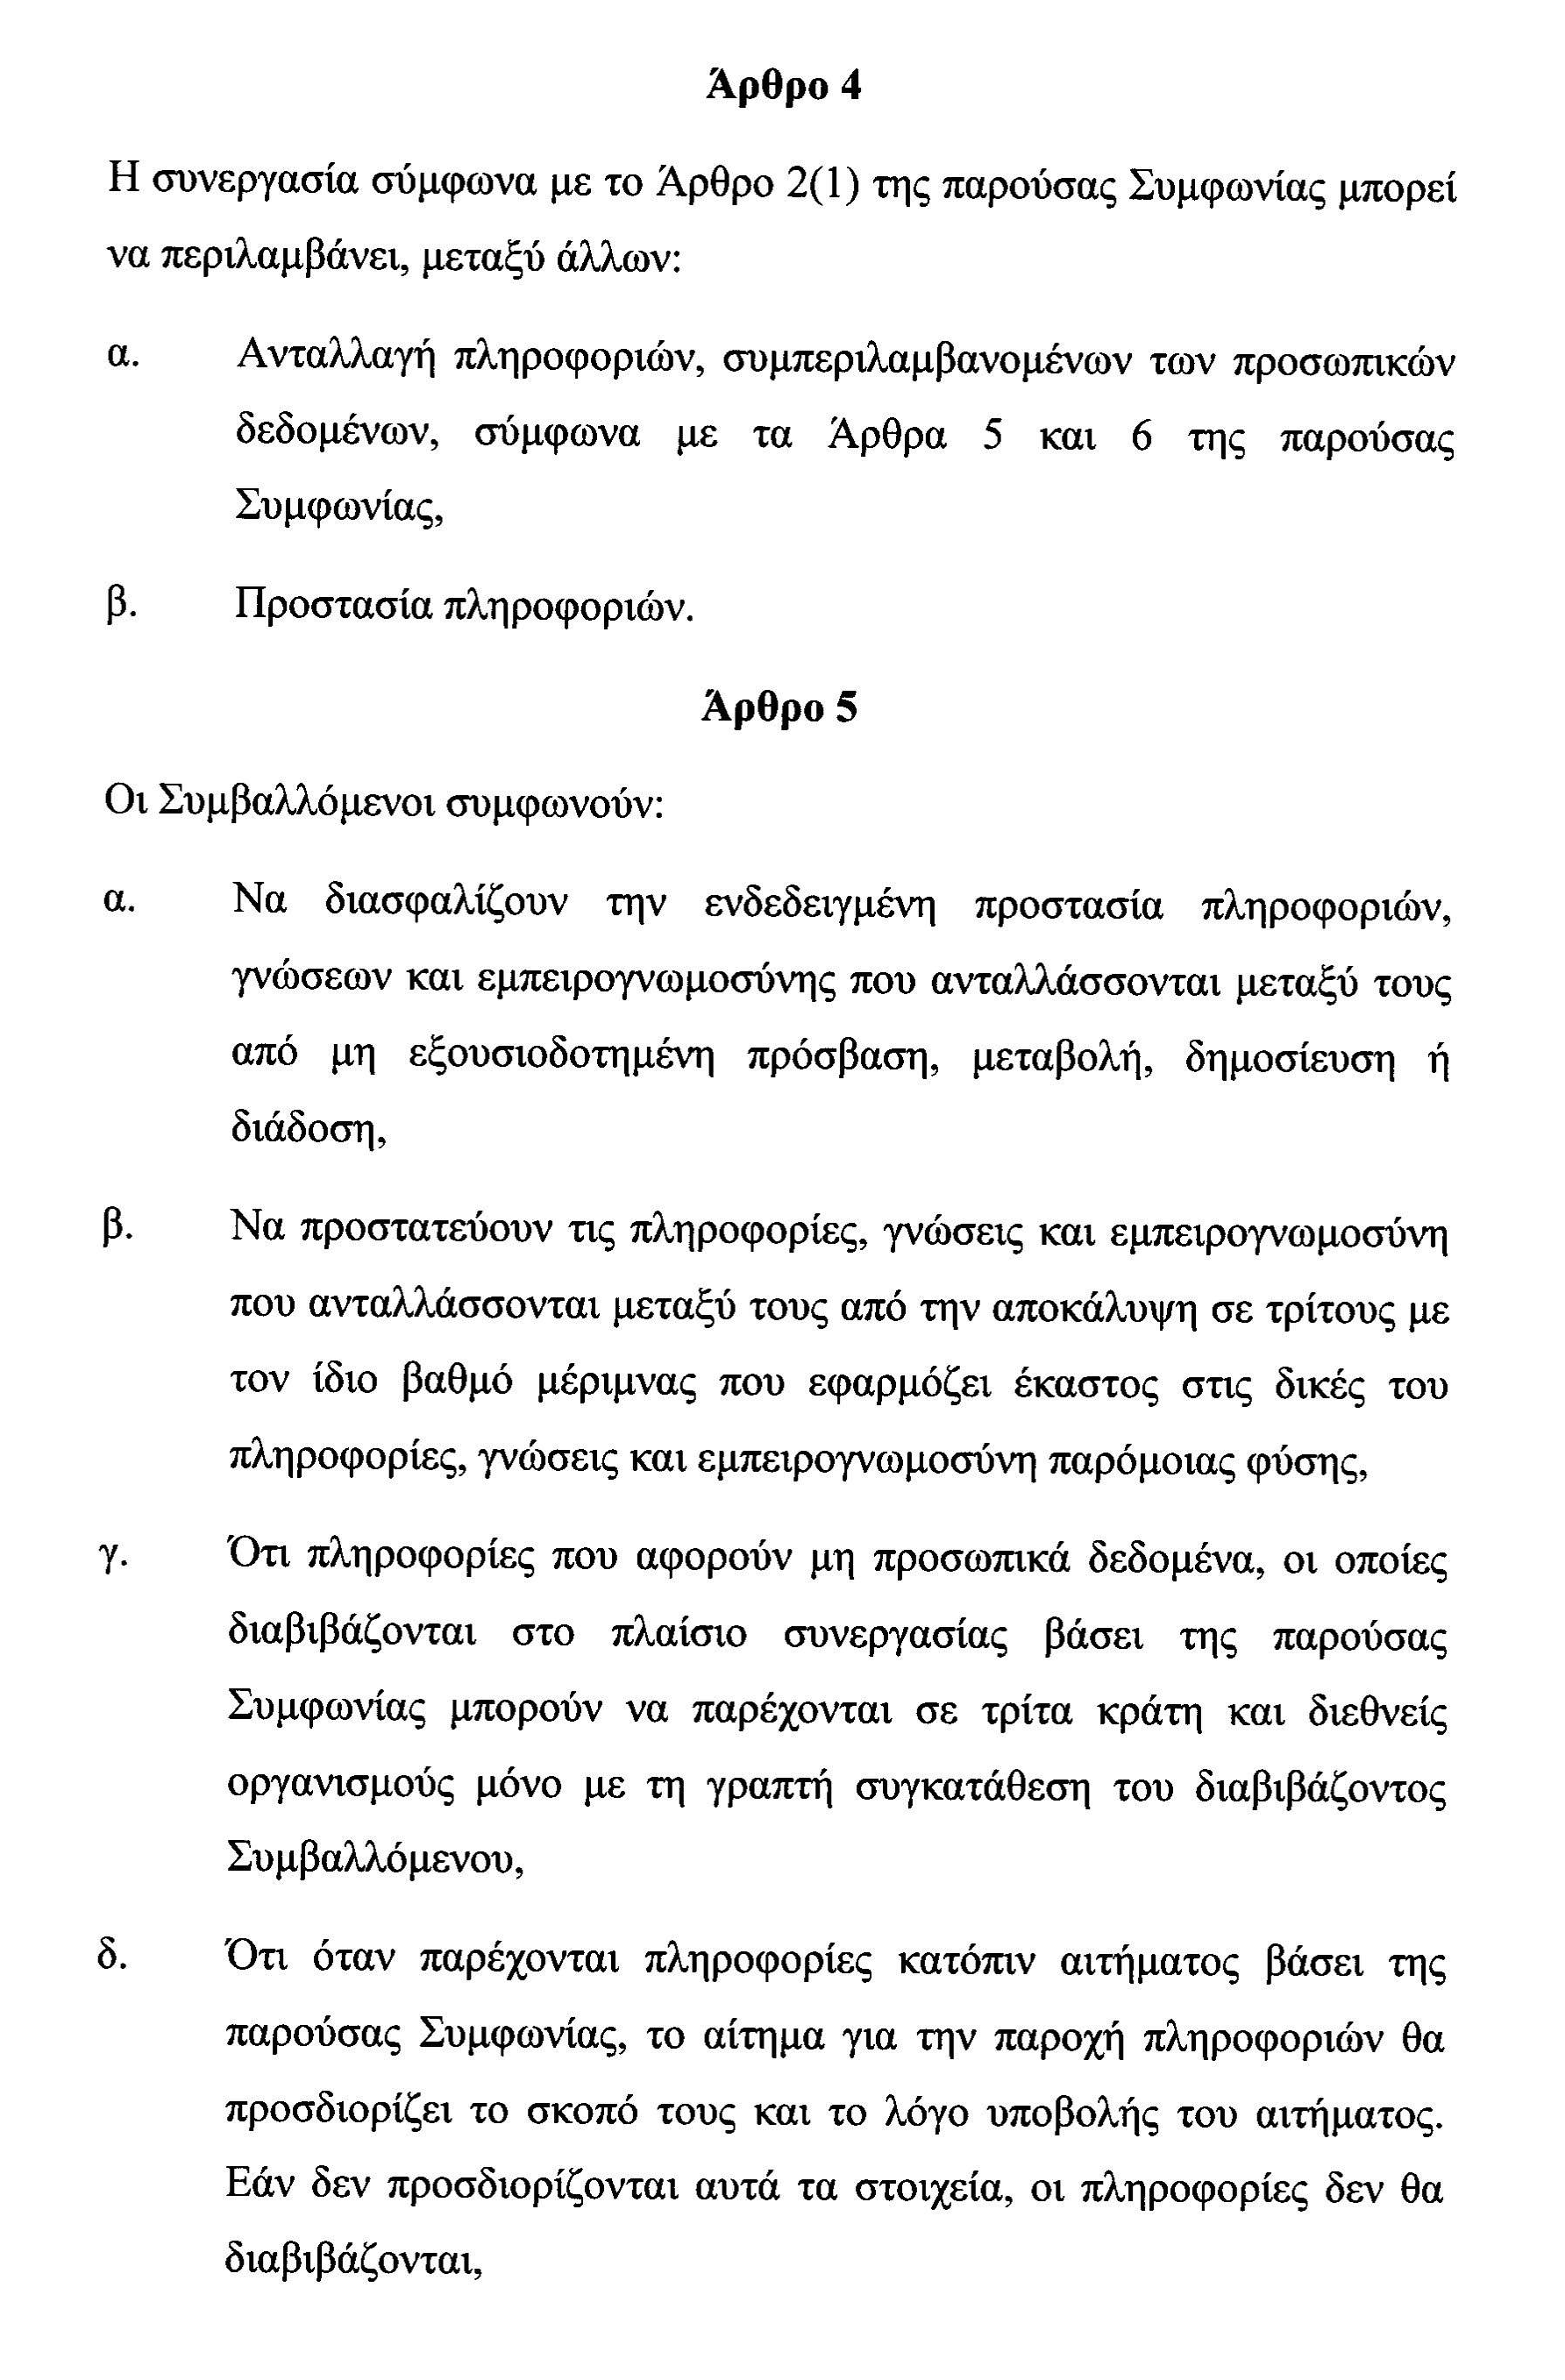 Άρθρο 4
Η συνεργασία σύμφωνα με το Άρθρο 2(1) της παρούσας Συμφωνίας μπορεί
να περιλαμβάνει, μεταξύ άλλων:
α. Ανταλλαγή πληροφοριών, συμπεριλαμβανομένων των προσωπικών
δεδομένων, σύμφωνα με τα Άρθρα 5 και 6 της παρούσας
Συμφωνίας,
β. Προστασία πληροφοριών.
Άρθρο 5
Οι Συμβαλλόμενοι συμφωνούν:
α. Να διασφαλίζουν την ενδεδειγμένη προστασία πληροφοριών,
γνώσεων και εμπειρογνωμοσύνης που ανταλλάσσονται μεταξύ τους
από μη εξουσιοδοτημένη πρόσβαση, μεταβολή, δημοσίευση ή
διάδοση,
β. Να προστατεύουν τις πληροφορίες, γνώσεις και εμπειρογνωμοσύνη
που ανταλλάσσονται μεταξύ τους από την αποκάλυψη σε τρίτους με
τον ίδιο βαθμό μέριμνας που εφαρμόζει έκαστος στις δικές του
πληροφορίες, γνώσεις και εμπειρογνωμοσύνη παρόμοιας φύσης,
γ. Ότι πληροφορίες που αφορούν μη προσωπικά δεδομένα, οι οποίες
διαβιβάζονται στο πλαίσιο συνεργασίας βάσει της παρούσας
Συμφωνίας μπορούν να παρέχονται σε τρίτα κράτη και διεθνείς
οργανισμούς μόνο με τη γραπτή συγκατάθεση του διαβιβάζοντος
Συμβαλλόμενου,
δ. Ότι όταν παρέχονται πληροφορίες κατόπιν αιτήματος βάσει της
παρούσας Συμφωνίας, το αίτημα για την παροχή πληροφοριών θα
προσδιορίζει το σκοπό τους και το λόγο υποβολής του αιτήματος.
Εάν δεν προσδιορίζονται αυτά τα στοιχεία, οι πληροφορίες δεν θα
διαβιβάζονται,